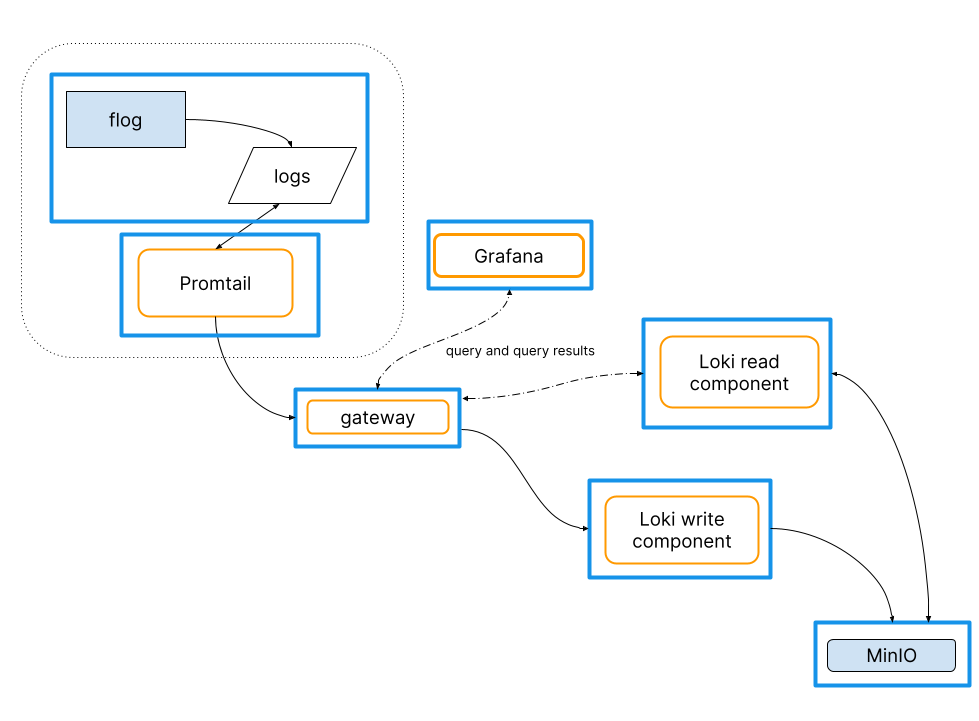 flog
logs
Promtail
Grafana
query and query results
Loki read
component
gateway
Loki write
component
MinIO